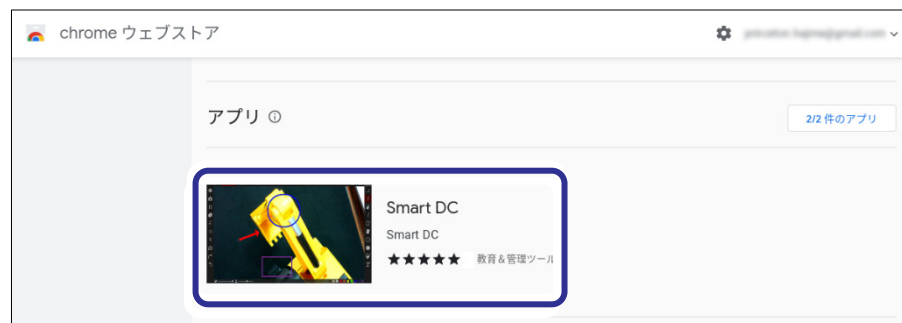 chrome ウェブストア
アプリ
2/2 件のアプリ
Smart DC
Smart DC
★★★★★ 教育&管理ツール